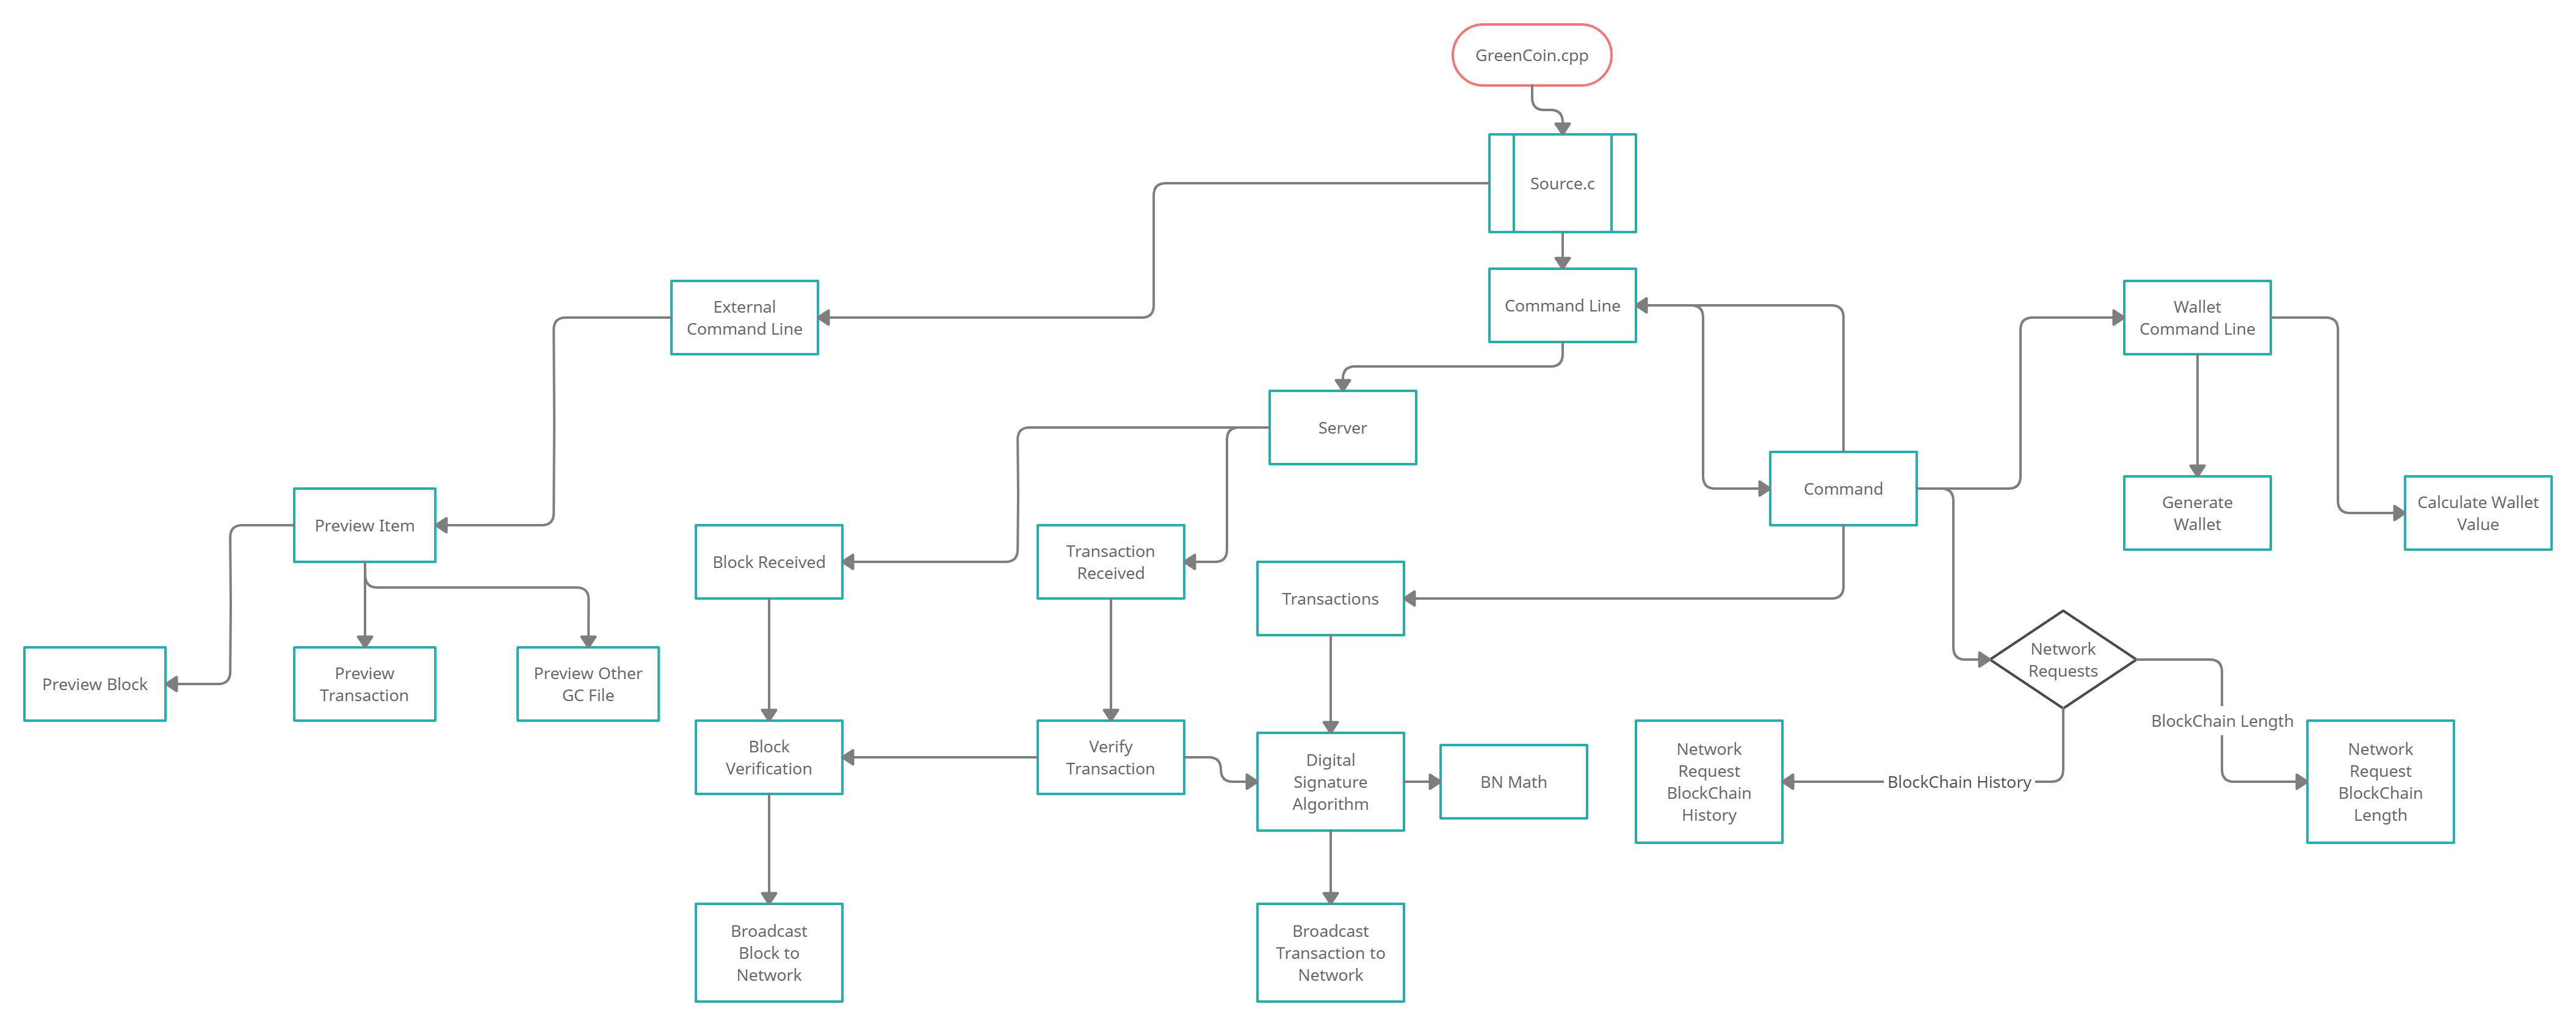 GreenCoin.cpp
Source.c
External
Command Line
Command Line
Wallet
Command Line
Server
Command
Generate
Wallet
Calculate Wallet
Value
Preview Item
Block Received
Transaction
Received
Transactions
Network
Requests
Preview Block
Preview
Transaction
Preview Other
GC File
BlockChain Length
Block
Verification
Verify
Transaction
Digital
Signature
Algorithm
BN Math
Network
Request
BlockChain
History
BlockChain History
Network
Request
BlockChain
Length
Broadcast
Block to
Network
Broadcast
Transaction to
Network